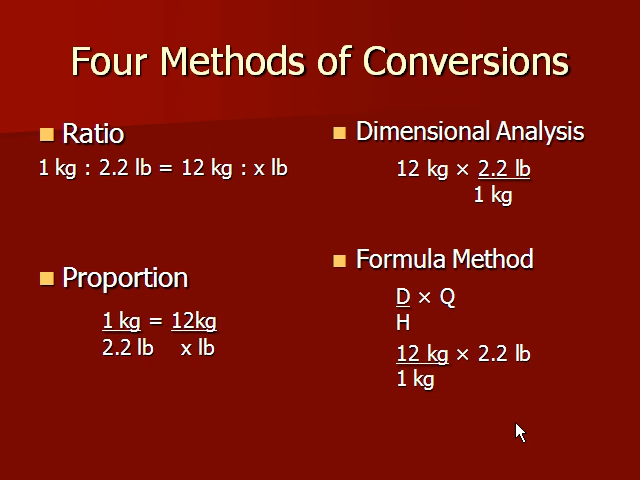 Four Methods of Conversions
Ratio
1 kg : 2.2 lb = 12 kg : x lb
Proportion
1 kg = 12kg
2.2 lb x lb
Dimensional Analysis
12 kg × 2.2 lb
1 kg
Formula Method
D × Q
H
12 kg × 2.2 lb
1 kg